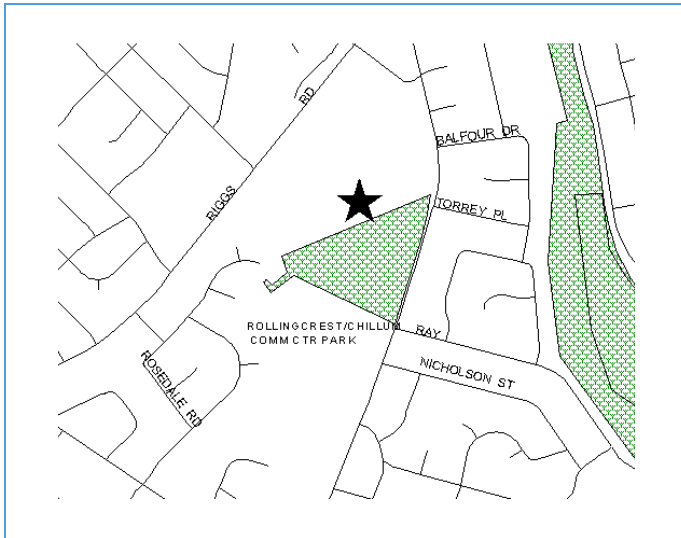 RD
BALFOUR DR
RIGGS
TORREY PL
ROLLINGCREST/CHILLUM
COMM CTR PARK
RAY
NICHOLSON ST
ROSEDALE RD